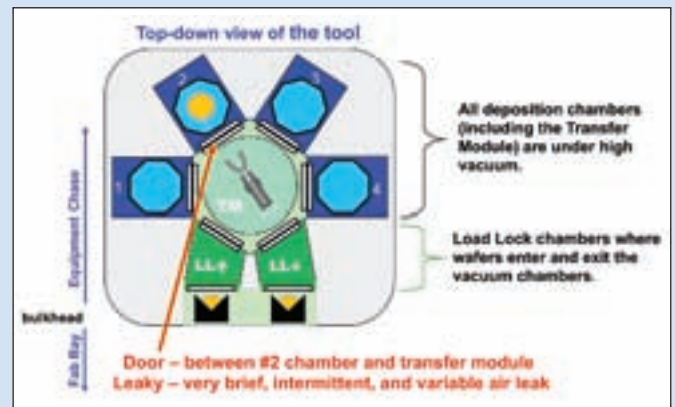 Top-down view of the tool
2
3
1
4
TM
LL
LL
All deposition chambers
(including the Transfer
Module) are under high
vacuum.
Load Lock chambers where
wafers enter and exit the
vacuum chambers.
Equipment Chase
bulkhead
Fab Bay
Door – between #2 chamber and transfer module
Leaky – very brief, intermittent, and variable air leak